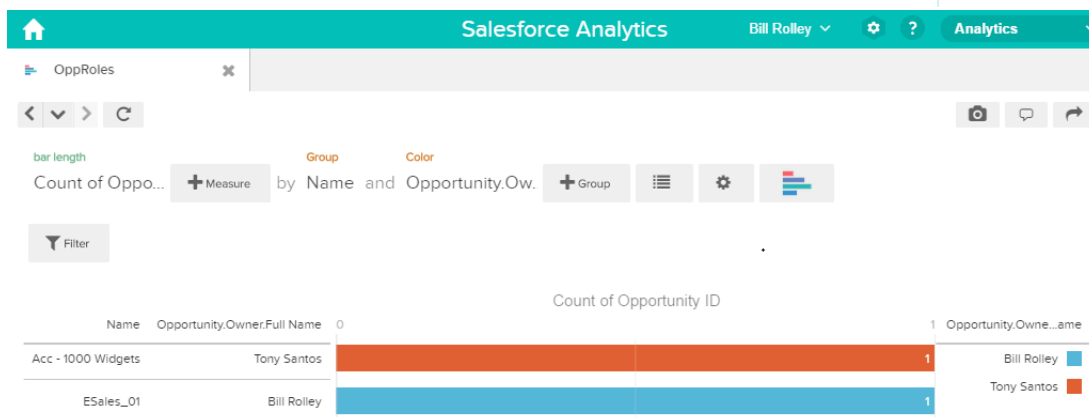 Salesforce Analytics Bill Rolley ? Analytics
OppRoles
bar length Group Color
Count of Oppo... + Measure by Name and Opportunity.Ow. + Group
Filter
Count of Opportunity ID
Name Opportunity.Owner.Full Name 0 1 Opportunity.Owne...ame
Acc - 1000 Widgets Tony Santos 1 Bill Rolley
Tony Santos
ESales_01 Bill Rolley 1